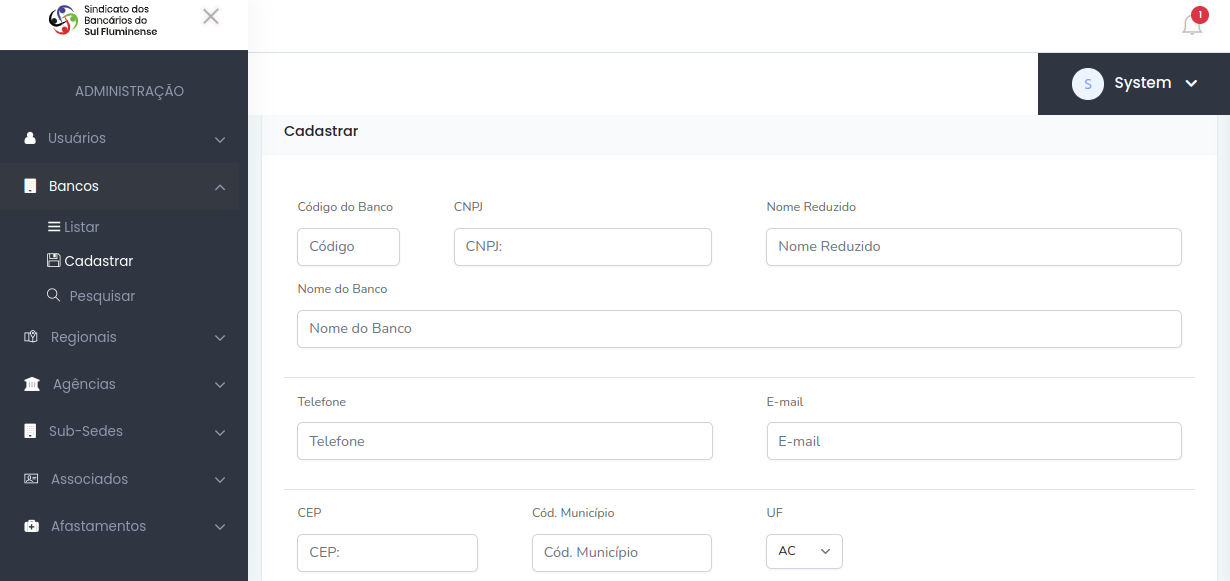 Sindicato dos
Bancários do
Sul Fluminense
1
S System
ADMINISTRAÇÃO
Usuários
Bancos
Listar
Cadastrar
Pesquisar
Regionais
Agências
Sub-Sedes
Associados
Afastamentos
Cadastrar
Código do Banco CNPJ Nome Reduzido
Código CNPJ: Nome Reduzido
Nome do Banco
Nome do Banco
Telefone E-mail
Telefone E-mail
CEP Cód. Município UF
CEP: Cód. Município AC